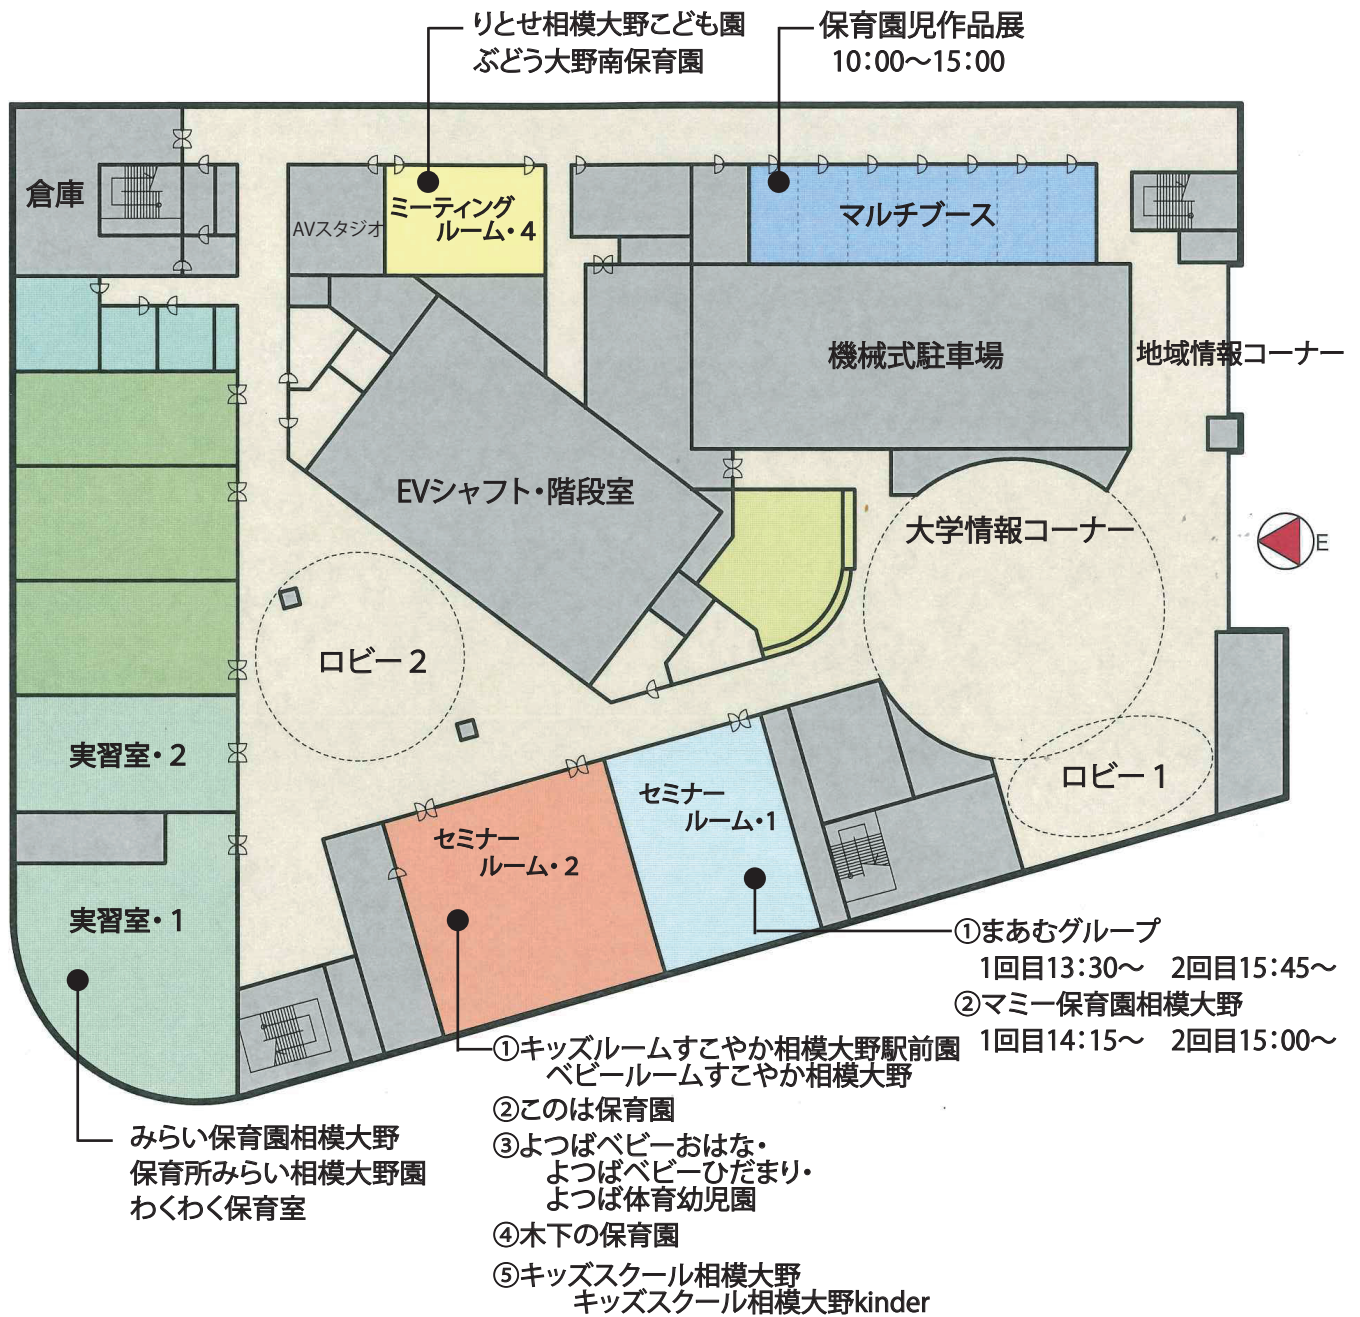 りとせ相模大野こども園
ぶどう大野南保育園
保育園児作品展
10：00～15：00
倉庫
AVスタジオ
ミーティング
ルーム・4
マルチブース
機械式駐車場
地域情報コーナー
EVシャフト・階段室
大学情報コーナー
E
ロビー2
ロビー1
実習室・2
セミナー
ルーム・1
セミナー
ルーム・2
実習室・1
①まあむグループ
1回目13：30～　2回目15：45～
②マミー保育園相模大野
1回目14：15～　2回目15：00～
①キッズルームすこやか相模大野駅前園
ベビールームすこやか相模大野
②このは保育園
③よつばベビーおはな・
よつばベビーひだまり・
よつば体育幼児園
④木下の保育園
⑤キッズスクール相模大野
キッズスクール相模大野kinder
みらい保育園相模大野
保育所みらい相模大野園
わくわく保育室